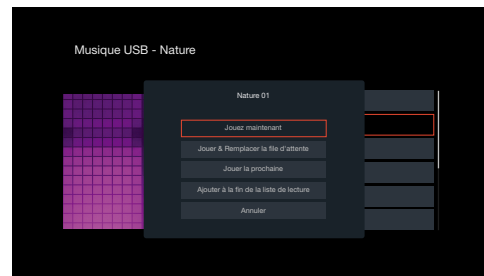 Musique USB - Nature
Nature 01
Jouez maintenant
Jouer & Remplacer la file d'attente
Jouer la prochaine
Ajouter à la fin de la liste de lecture
Annuler